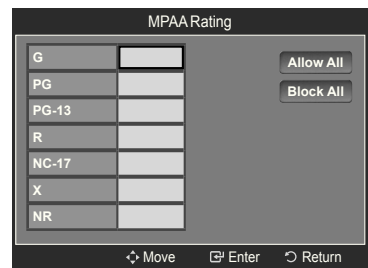 MPAA Rating
G
Allow All
PG
Block All
PG-13
R
NC-17
X
NR
Move Enter Return